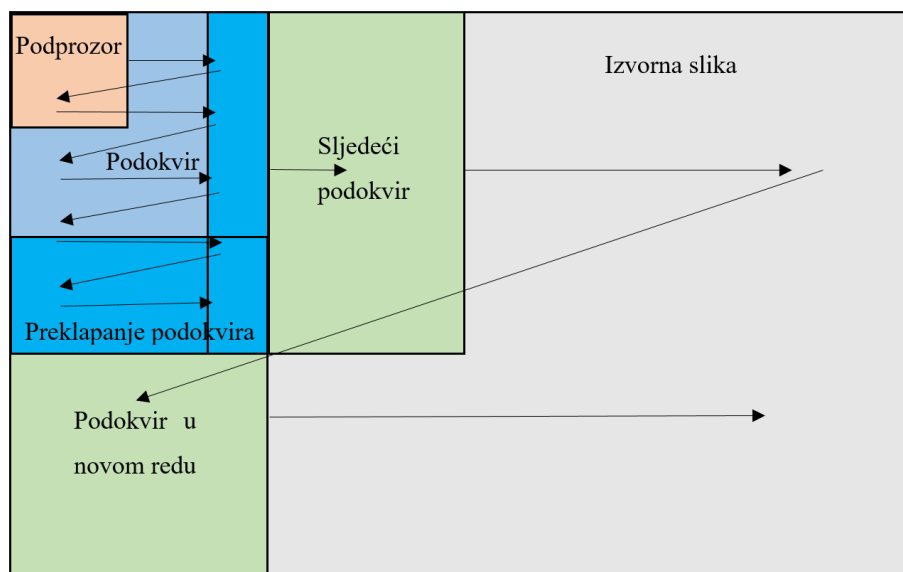 Podprozor
Izvorna slika
Podokvir
Sljedeći
podokvir
Preklapanje podokvira
Podokvir u
novom redu